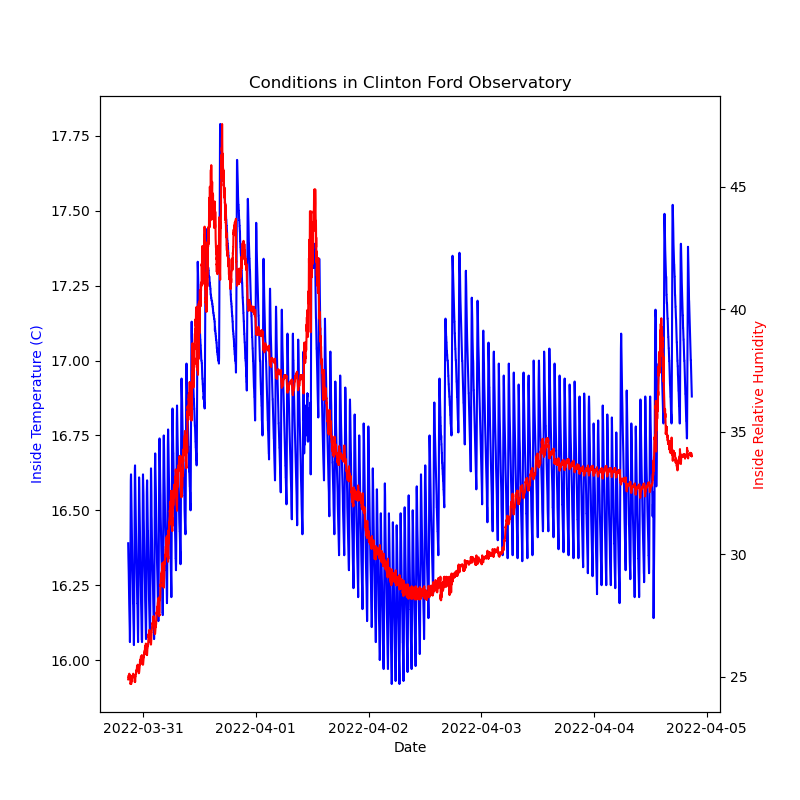 Conditions in Clinton Ford Observatory
Inside Temperature (C)
17.75
17.50
17.25
17.00
16.75
16.50
16.25
16.00
45
40
35
30
25
Inside Relative Humidity
2022-03-31 2022-04-01 2022-04-02 2022-04-03 2022-04-04 2022-04-05
Date